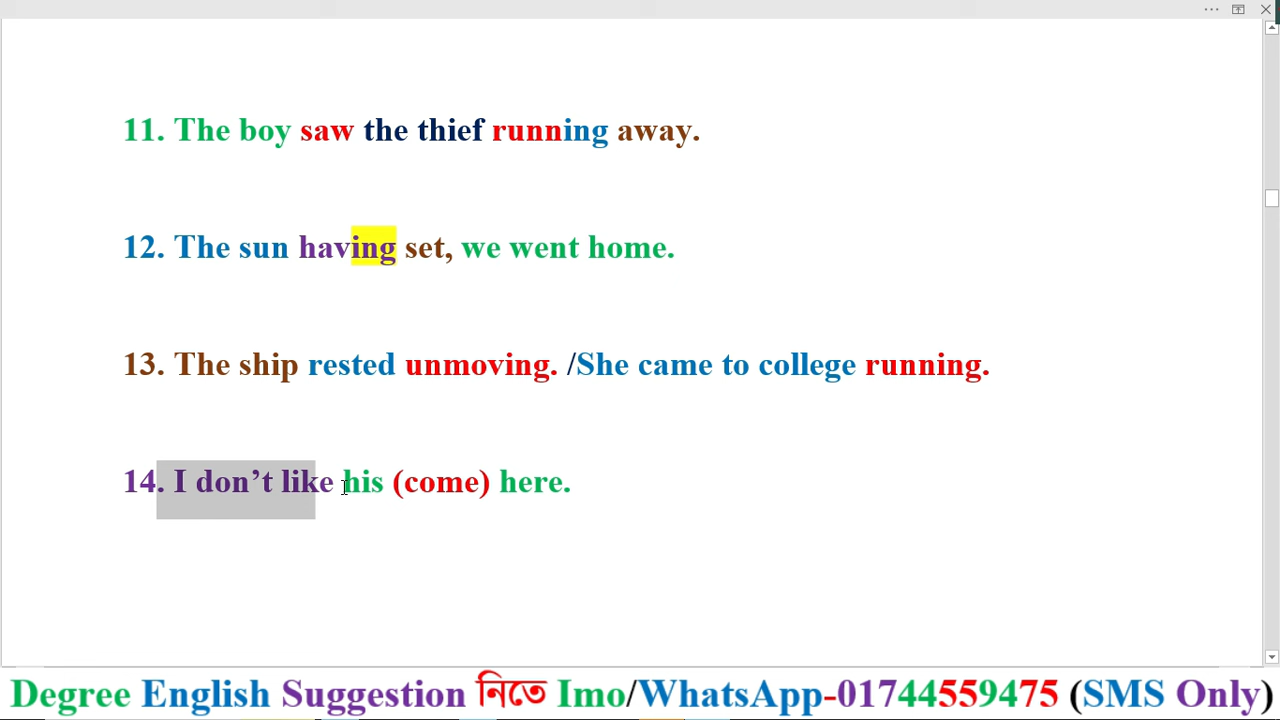 11. The boy saw the thief running away.
12. The sun having set, we went home.
13. The ship rested unmoving. /She came to college running.
14. I don’t like his (come) here.
Degree English Suggestion নিতে Imo/WhatsApp-01744559475 (SMS Only)